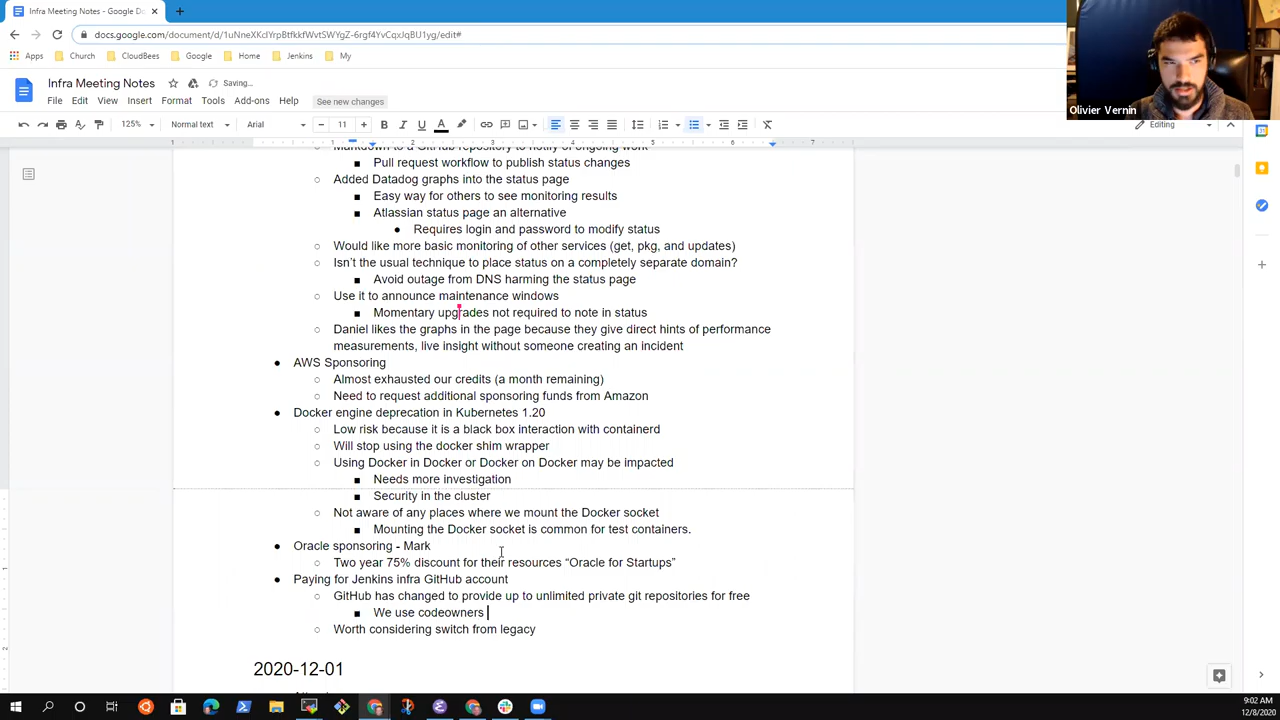 Infra Meeting Notes - Google Do
docs.google.com/document/d/1uNneXKclYrpBtfkkfWvtSWYgZ-6rgf4YvCqxJqBU1yg/edit#
Apps Church CloudBees Google Home Jenkins My
Olivier Vernin
Infra Meeting Notes Saving...
File Edit View Insert Format Tools Add-ons Help See new changes
125% Normal text Arial 11 Editing
Markdown to a GitHub repository to notify of ongoing work
Pull request workflow to publish status changes
Added Datadog graphs into the status page
Easy way for others to see monitoring results
Atlassian status page an alternative
Requires login and password to modify status
Would like more basic monitoring of other services (get, pkg, and updates)
Isn't the usual technique to place status on a completely separate domain?
Avoid outage from DNS harming the status page
Use it to announce maintenance windows
Momentary upgrades not required to note in status
Daniel likes the graphs in the page because they give direct hints of performance
measurements, live insight without someone creating an incident
AWS Sponsoring
Almost exhausted our credits (a month remaining)
Need to request additional sponsoring funds from Amazon
Docker engine deprecation in Kubernetes 1.20
Low risk because it is a black box interaction with containerd
Will stop using the docker shim wrapper
Using Docker in Docker or Docker on Docker may be impacted
Needs more investigation
Security in the cluster
Not aware of any places where we mount the Docker socket
Mounting the Docker socket is common for test containers.
Oracle sponsoring - Mark
Two year 75% discount for their resources “Oracle for Startups”
Paying for Jenkins infra GitHub account
GitHub has changed to provide up to unlimited private git repositories for free
We use codeowners
Worth considering switch from legacy
2020-12-01
9:02 AM
12/8/2020